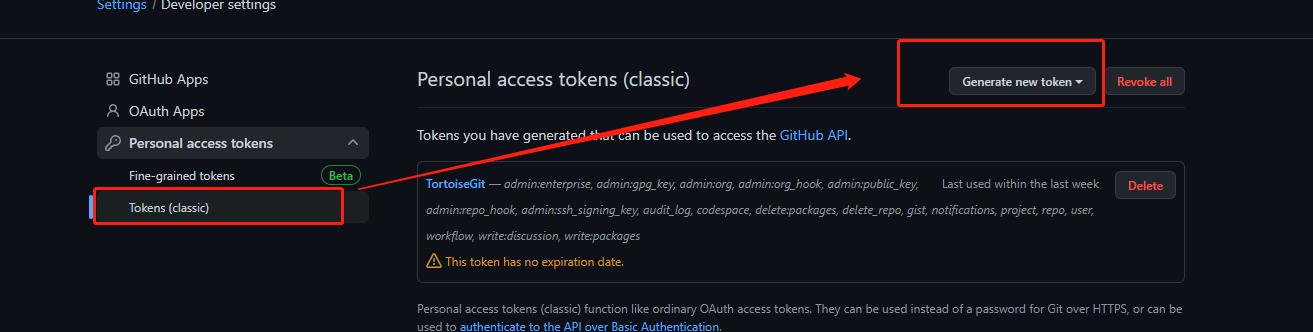 Settings / Developer settings
GitHub Apps
OAuth Apps
Personal access tokens
Fine-grained tokens Beta
Tokens (classic)
Personal access tokens (classic)
Generate new token
Revoke all
Tokens you have generated that can be used to access the GitHub API.
TortoiseGit — admin:enterprise, admin:gpg_key, admin:org, admin:org_hook, admin:public_key,
admin:repo_hook, admin:ssh_signing_key, audit_log, codespace, delete:packages, delete_repo, gist, notifications, project, repo, user,
workflow, write:discussion, write:packages
Last used within the last week
Delete
This token has no expiration date.
Personal access tokens (classic) function like ordinary OAuth access tokens. They can be used instead of a password for Git over HTTPS, or can be
used to authenticate to the API over Basic Authentication.